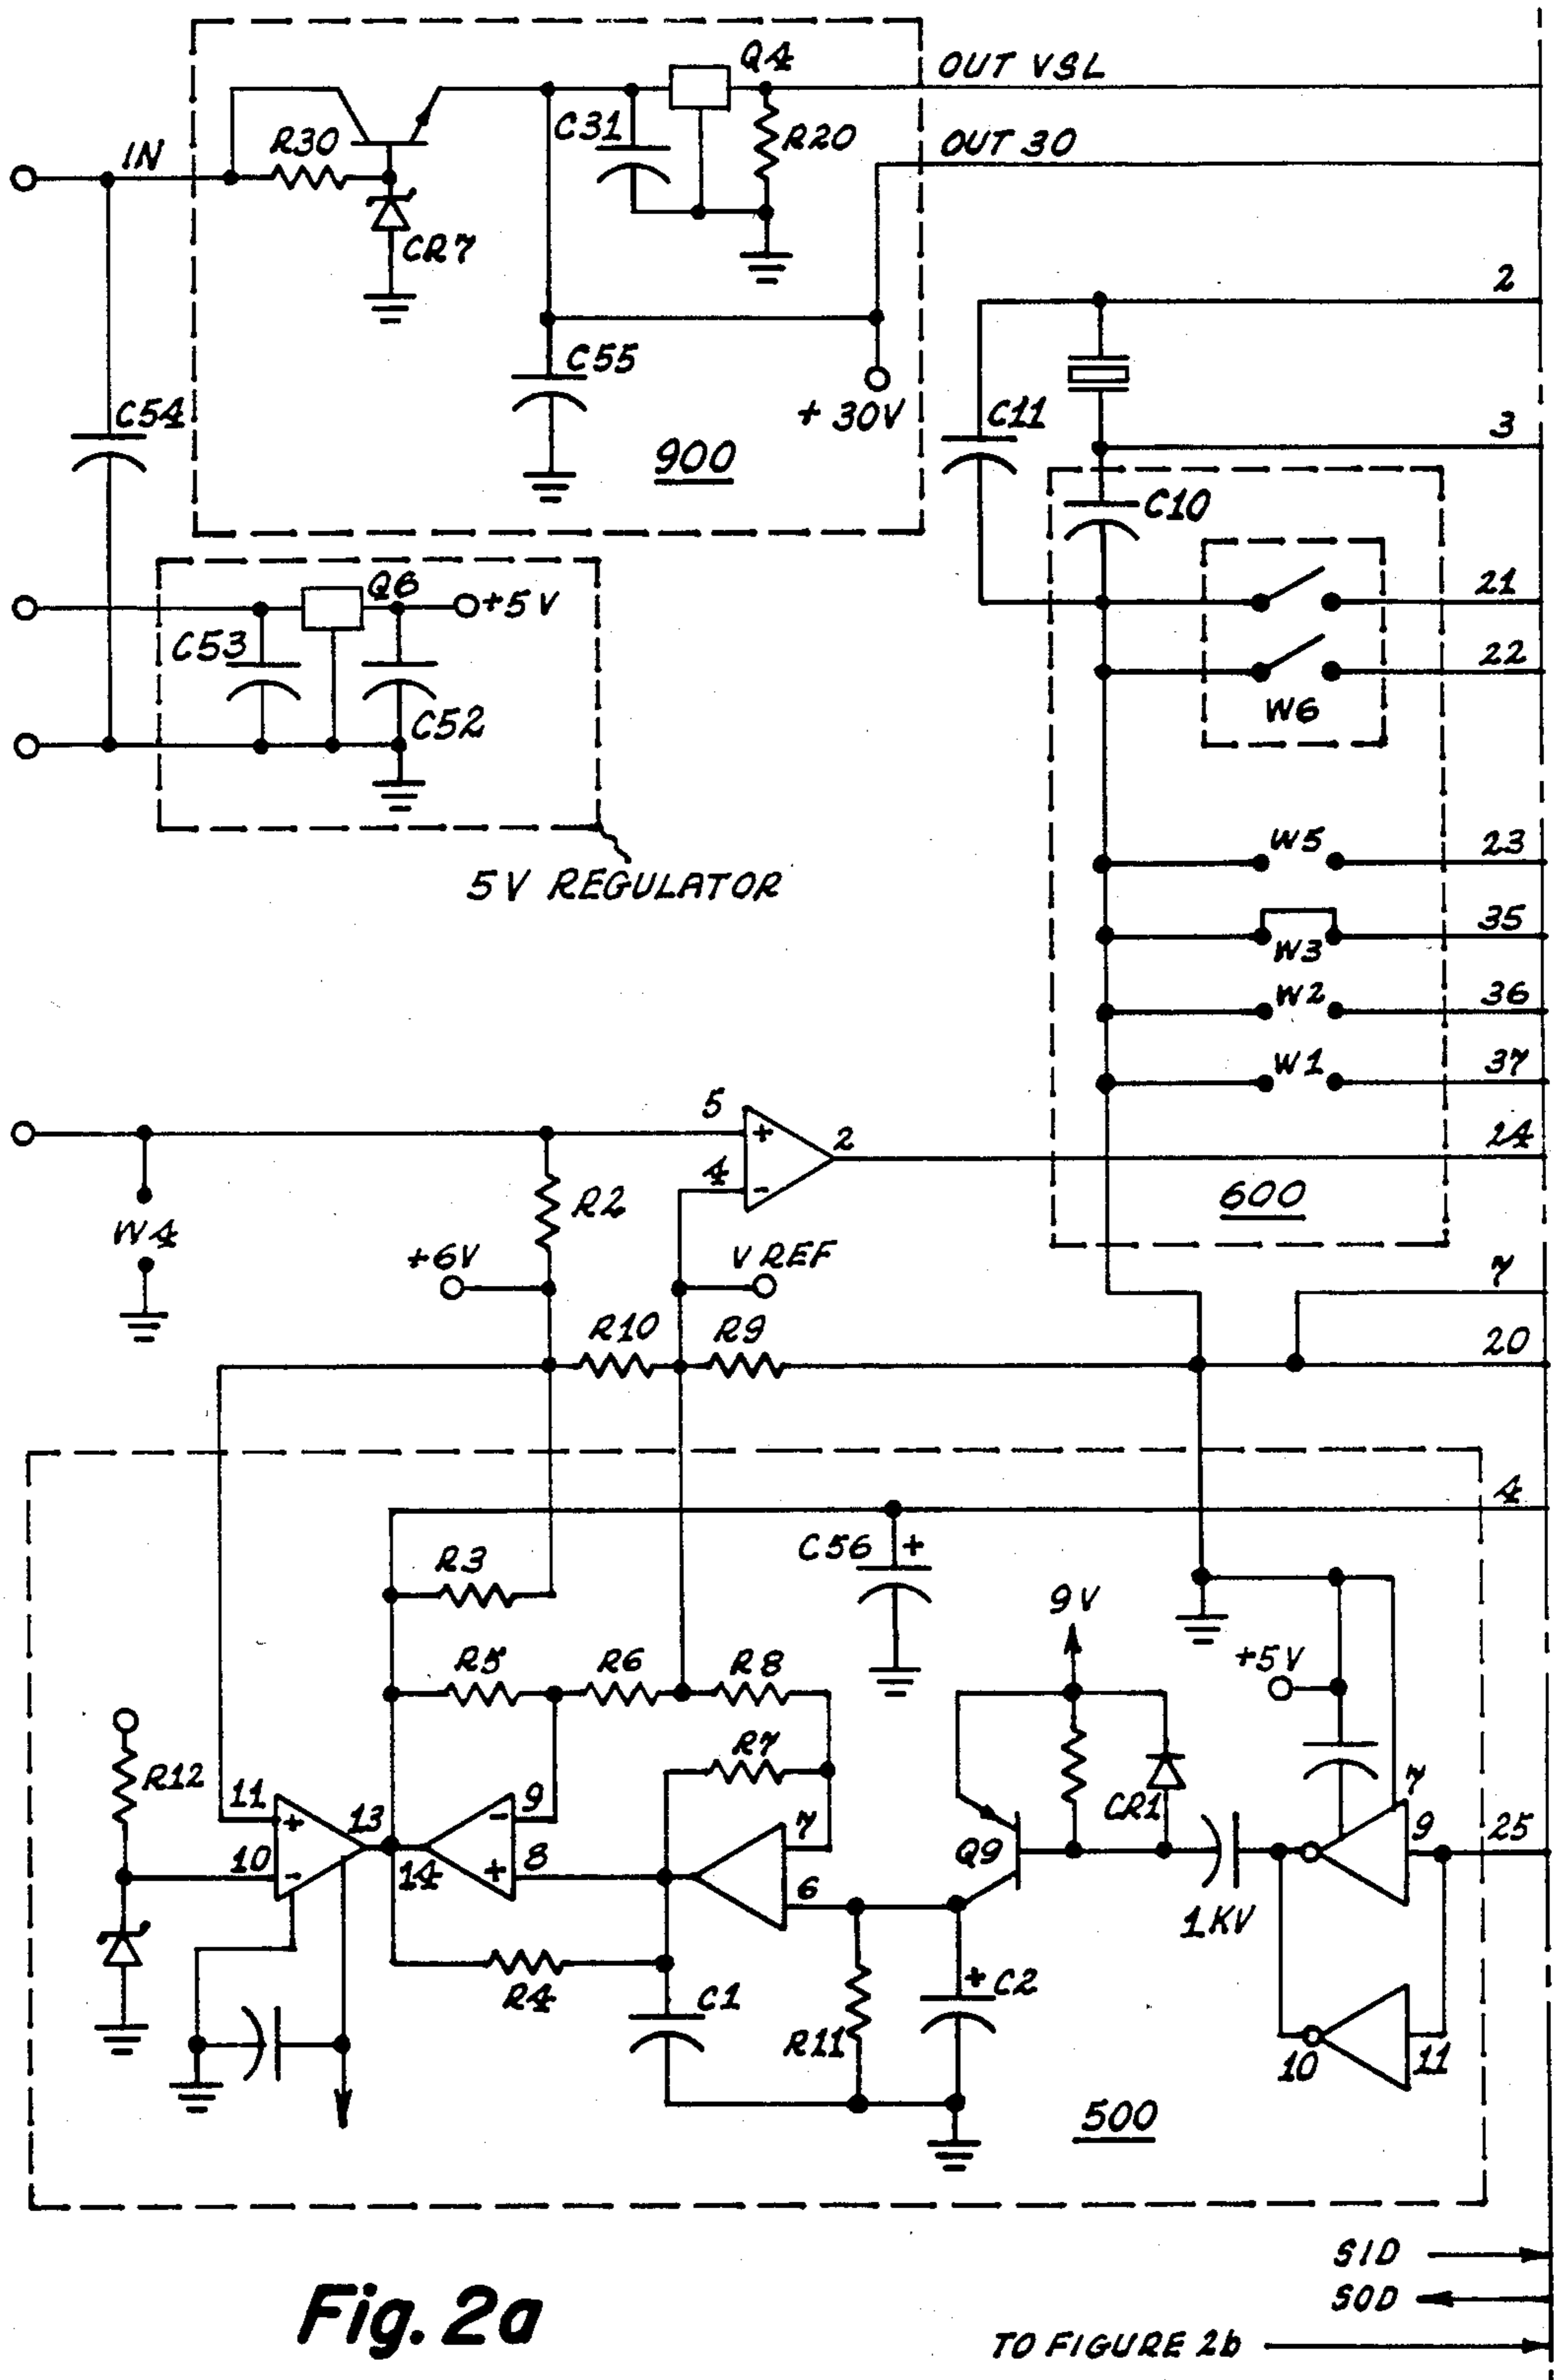 Q4
OUT VSL
C31
R20
IN
R30
OUT 30
CR7
2
C55
C54
+30V
C11
3
900
C10
Q6
+5V
21
C53
22
C52
W6
5V REGULATOR
W5
23
35
W3
W2
36
W1
37
5
+
2
24
4
-
R2
600
W4
+6V
V REF
7
R10
R9
20
4
C56
+
R3
9V
+5V
R5
R6
R8
R7
R12
11
+
13
-
9
7
CR1
7
9
25
10
-
14
+
8
6
Q9
1KV
R4
C1
+
C2
R11
10
11
500
SID
SOD
Fig. 2a
TO FIGURE 2b